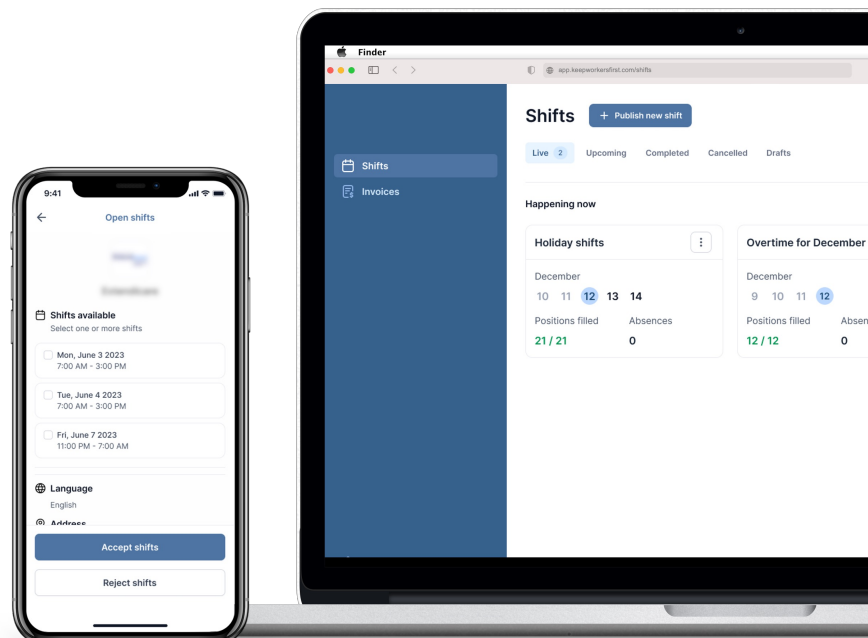 9:41
Open shifts
Shifts available
Select one or more shifts
Mon, June 3 2023
7:00 AM - 3:00 PM
Tue, June 4 2023
7:00 AM - 3:00 PM
Fri, June 7 2023
11:00 PM - 7:00 AM
Language
English
Address
Accept shifts
Reject shifts
Finder
app.keepworkersfirst.com/shifts
Shifts
Invoices
Shifts + Publish new shift
Live 2 Upcoming Completed Cancelled Drafts
Happening now
Holiday shifts
December
10 11 12 13 14
Positions filled Absences
21 / 21 0
Overtime for December
December
9 10 11 12
Positions filled Absen
12 / 12 0